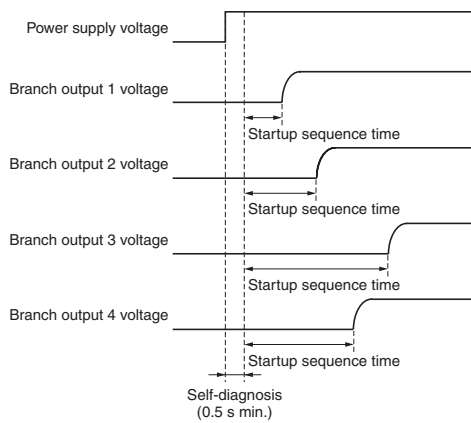 Power supply voltage
Branch output 1 voltage
Startup sequence time
Branch output 2 voltage
Startup sequence time
Branch output 3 voltage
Startup sequence time
Branch output 4 voltage
Startup sequence time
Self-diagnosis
(0.5 s min.)